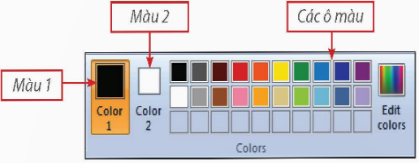 Màu 2
Các ô màu
Màu 1
Color
1
Color
2
Edit
colors
Colors